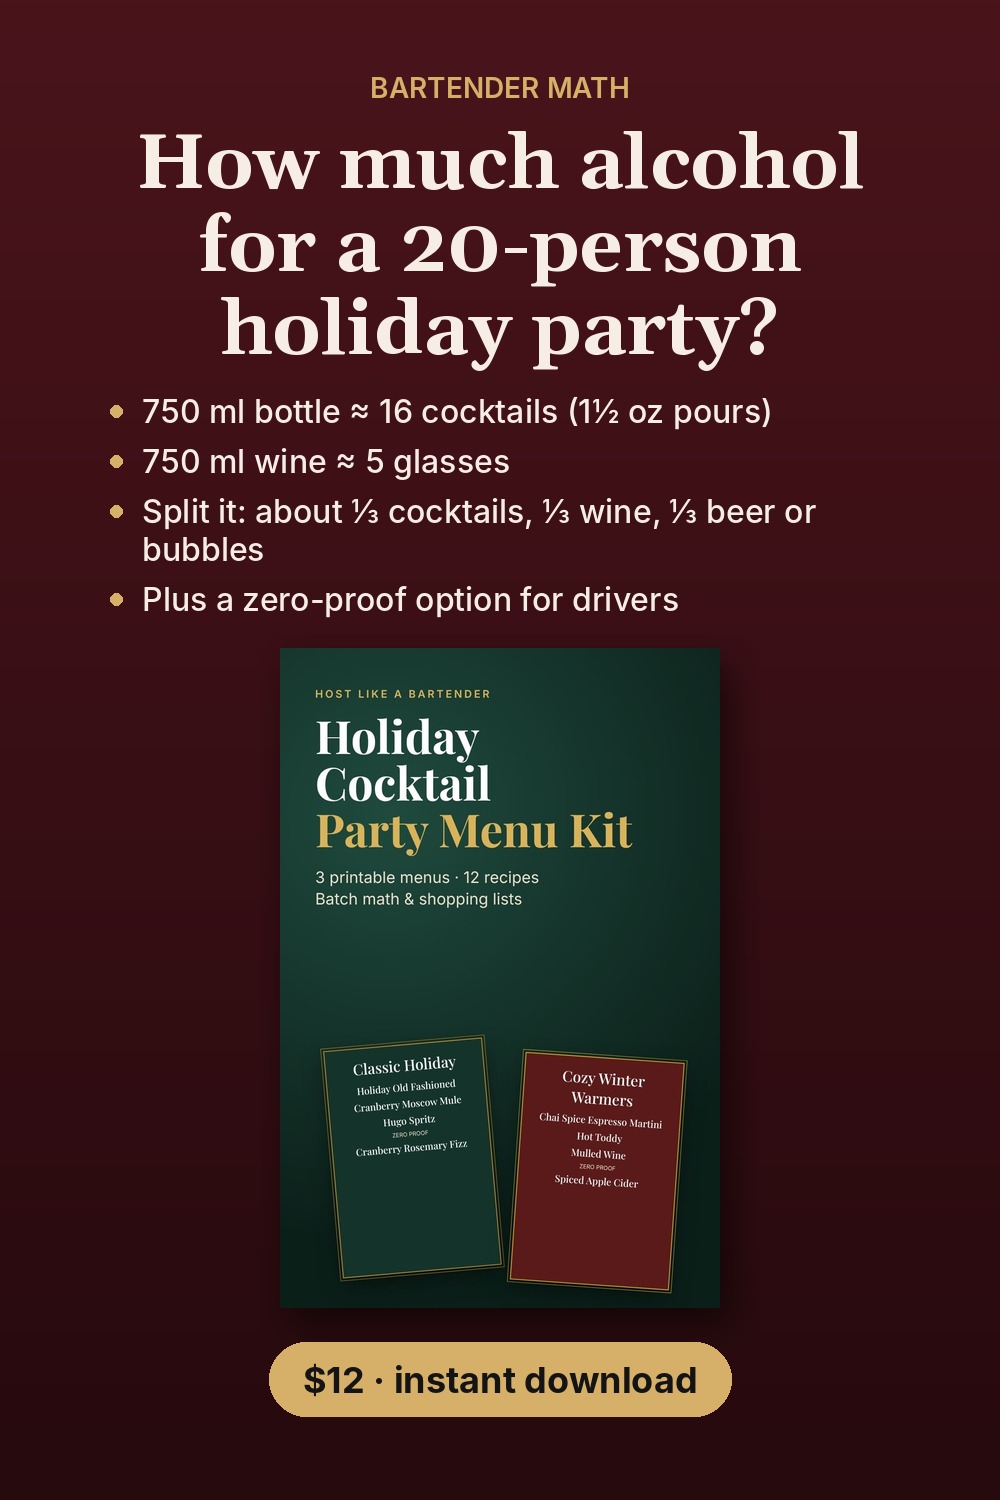 BARTENDER MATH
How much alcohol
for a 20-person
holiday party?
750 ml bottle ≈ 16 cocktails (1½ oz pours)
750 ml wine ≈ 5 glasses
Split it: about ⅓ cocktails, ⅓ wine, ⅓ beer or
bubbles
Plus a zero-proof option for drivers
HOST LIKE A BARTENDER
Holiday
Cocktail
Party Menu Kit
3 printable menus · 12 recipes
Batch math & shopping lists
Classic Holiday
Holiday Old Fashioned
Cranberry Moscow Mule
Hugo Spritz
ZERO PROOF
Cranberry Rosemary Fizz
Cozy Winter
Warmers
Chai Spice Espresso Martini
Hot Toddy
Mulled Wine
ZERO PROOF
Spiced Apple Cider
$12 · instant download